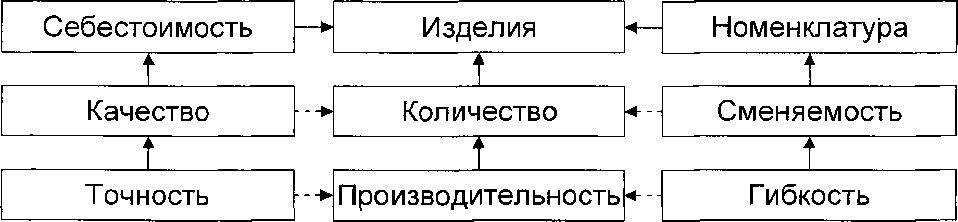 Себестоимость
Изделия
Номенклатура
Качество
Количество
Сменяемость
Точность
Производительность
Гибкость